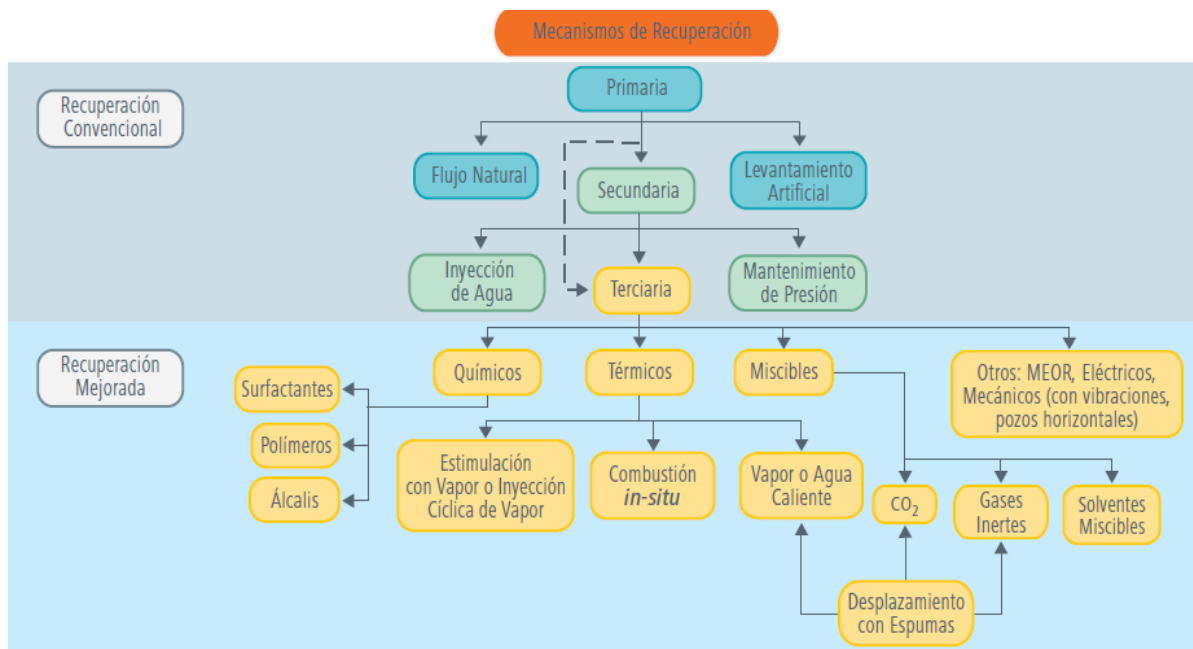 Mecanismos de Recuperación
Recuperación
Convencional
Primaria
Flujo Natural
Secundaria
Levantamiento
Artificial
Inyección
de Agua
Terciaria
Mantenimiento
de Presión
Recuperación
Mejorada
Químicos
Térmicos
Miscibles
Otros: MEOR, Eléctricos,
Mecánicos (con vibraciones,
pozos horizontales)
Surfactantes
Polímeros
Álcalis
Estimulación
con Vapor o Inyección
Cíclica de Vapor
Combustión
in-situ
Vapor o Agua
Caliente
CO₂
Gases
Inertes
Solventes
Miscibles
Desplazamiento
con Espumas